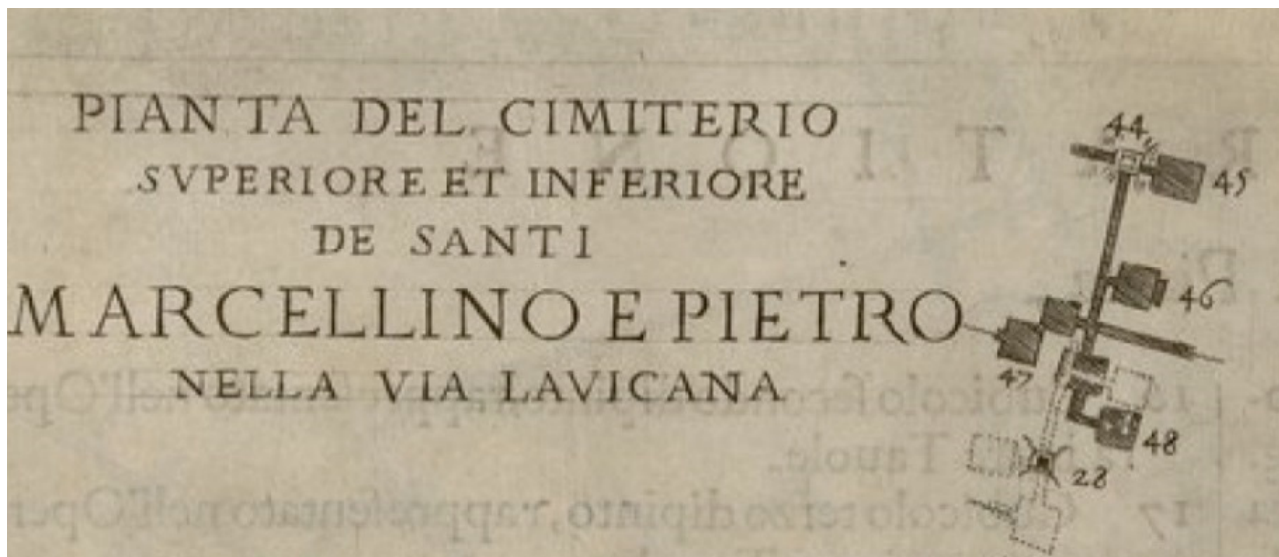 PIANTA DEL CIMITERIO
SVPERIORE ET INFERIORE
DE SANTI
MARCELLINO E PIETRO
NELLA VIA LAVICANA
44
45
46
47
48
28